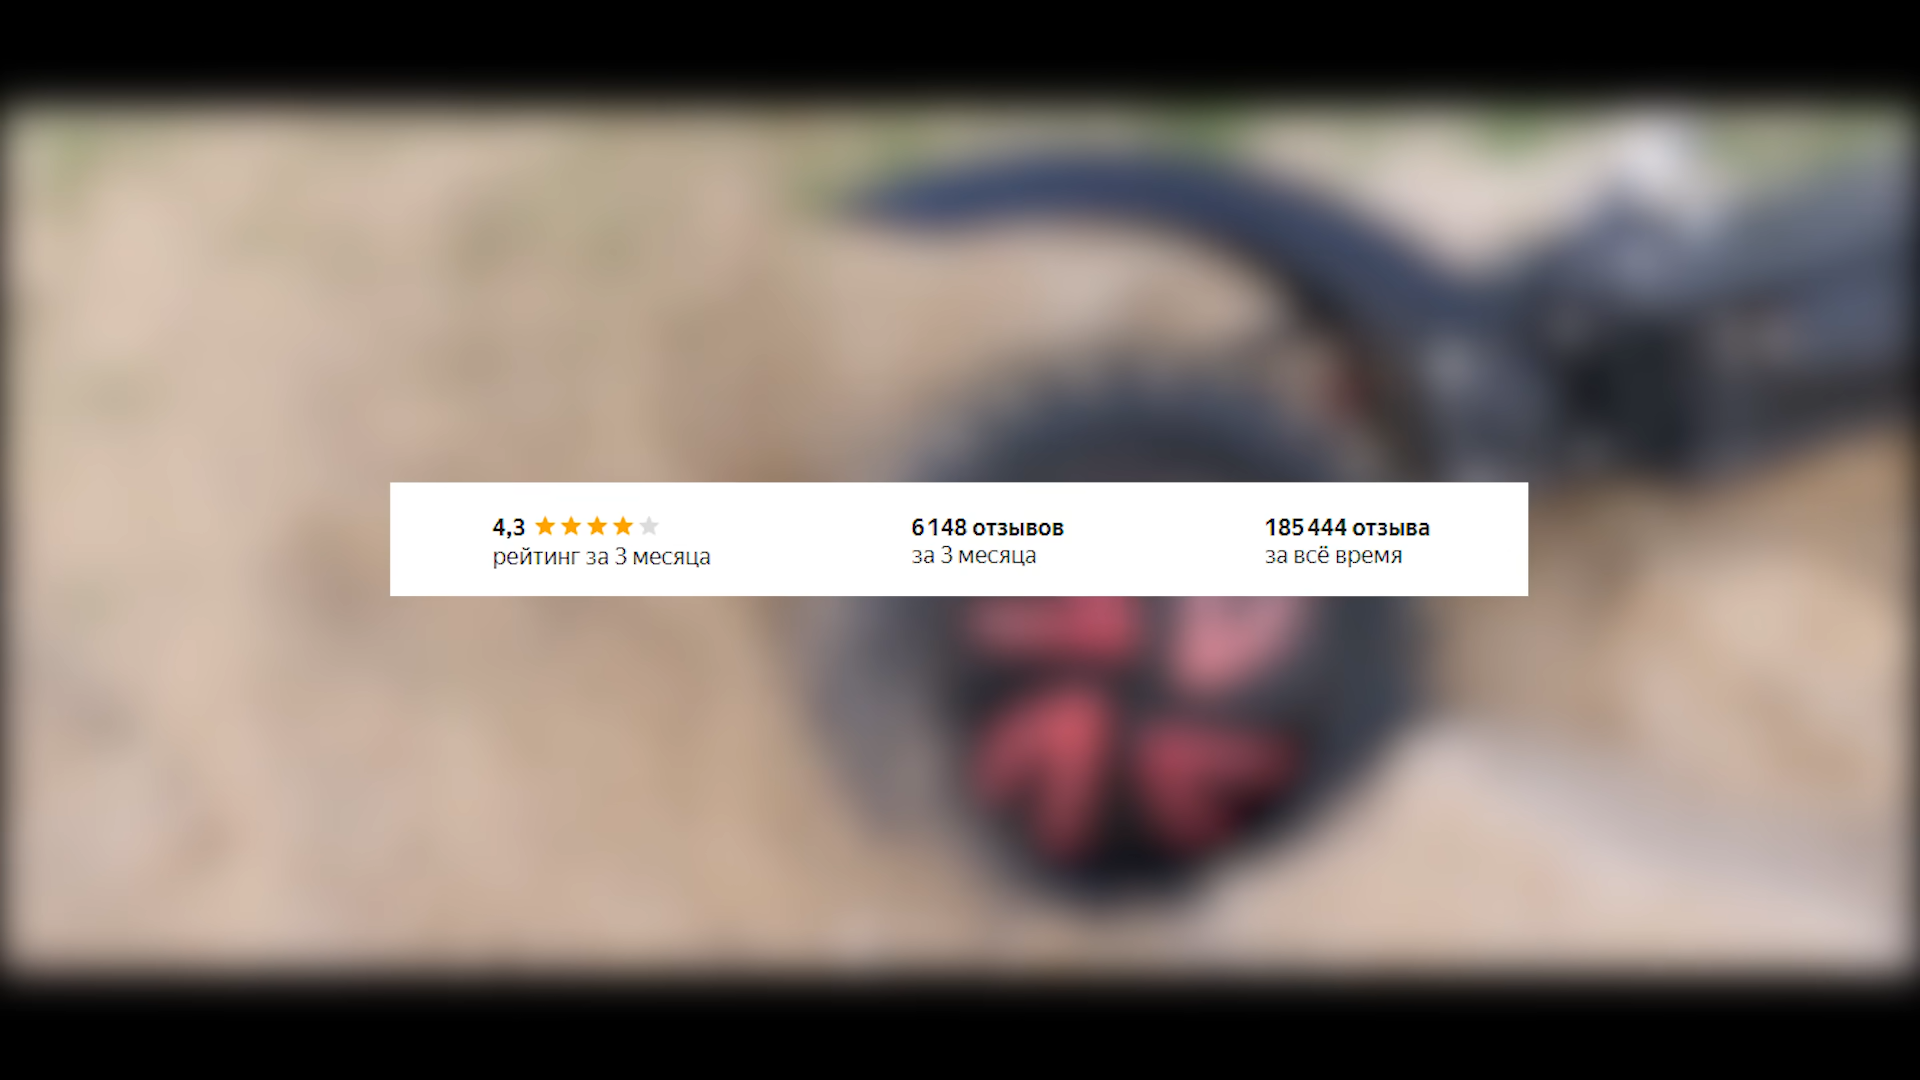 4,3
рейтинг за 3 месяца
6 148 отзывов
за 3 месяца
185 444 отзыва
за всё время